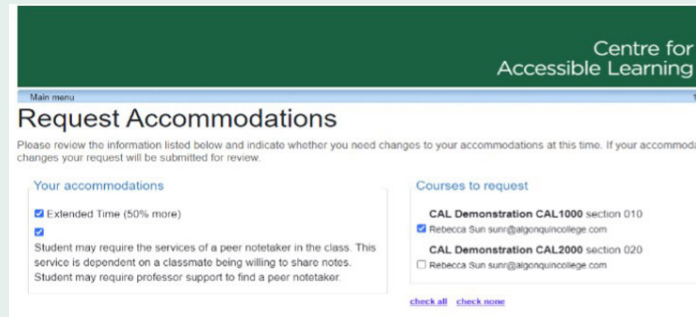 Centre for
Accessible Learning
Main menu
Request Accommodations
Please review the information listed below and indicate whether you need changes to your accommodations at this time. If your
changes your request will be submitted for review.
Your accommodations
Extended Time (50% more)
Student may require the services of a peer notetaker in the class. This
service is dependent on a classmate being willing to share notes.
Student may require professor support to find a peer notetaker.
Courses to request
CAL Demonstration CAL1000 section 010
Rebecca Sun sunr@algonquincollege.com
CAL Demonstration CAL2000 section 020
Rebecca Sun sunr@algonquincollege.com
check all check none